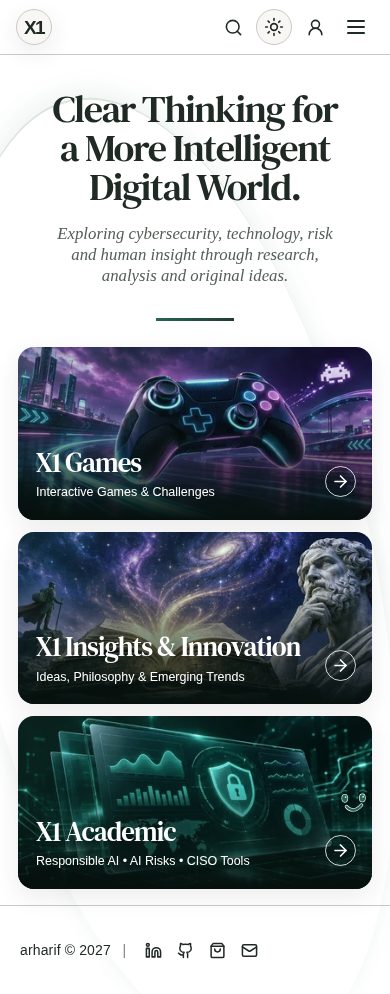 X1
Clear Thinking for
a More Intelligent
Digital World.
Exploring cybersecurity, technology, risk
and human insight through research,
analysis and original ideas.
X1 Games
Interactive Games & Challenges
X1 Insights & Innovation
Ideas, Philosophy & Emerging Trends
X1 Academic
Responsible AI • AI Risks • CISO Tools
arharif © 2027 |